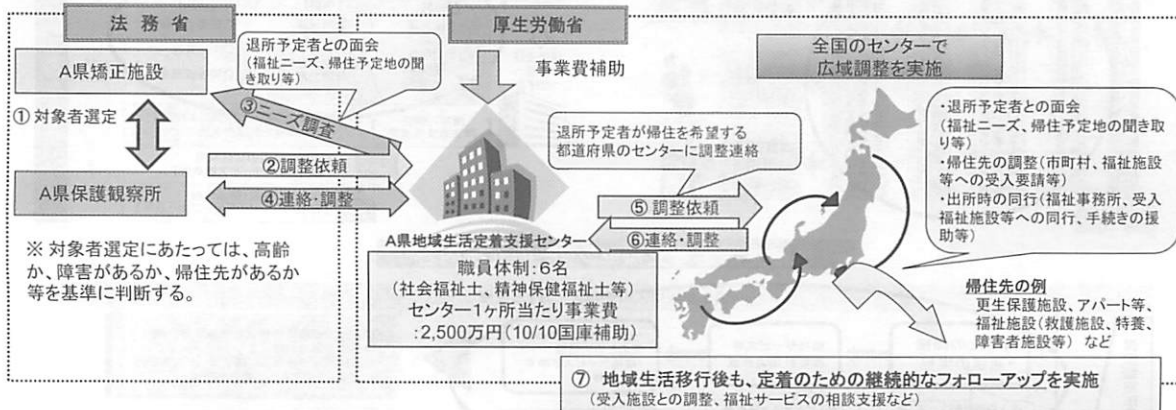 法 務 省
厚生労働省
A県矯正施設
退所予定者との面会
(福祉ニーズ、帰住予定地の聞
き取り等)
事業費補助
全国のセンターで
広域調整を実施
① 対象者選定
③ニーズ調査
・退所予定者との面会
(福祉ニーズ、帰住予定地の聞き取
り等)
・帰住先の調整(市町村、福祉施設
等への受入要請等)
・出所時の同行(福祉事務所、受入
福祉施設等への同行、手続きの援
助等)
退所予定者が帰住を希望する
都道府県のセンターに調整連絡
②調整依頼
A県保護観察所
④連絡・調整
⑤ 調整依頼
⑥連絡・調整
A県地域生活定着支援センター
※ 対象者選定にあたっては、高齢
か、障害があるか、帰住先があるか
等を基準に判断する。
職員体制:6名
(社会福祉士、精神保健福祉士等)
センター1ヶ所当たり事業費
:2,500万円(10/10国庫補助)
帰住先の例
更生保護施設、アパート等、
福祉施設(救護施設、特養、
障害者施設等) など
⑦ 地域生活移行後も、定着のための継続的なフォローアップを実施
(受入施設との調整、福祉サービスの相談支援など)